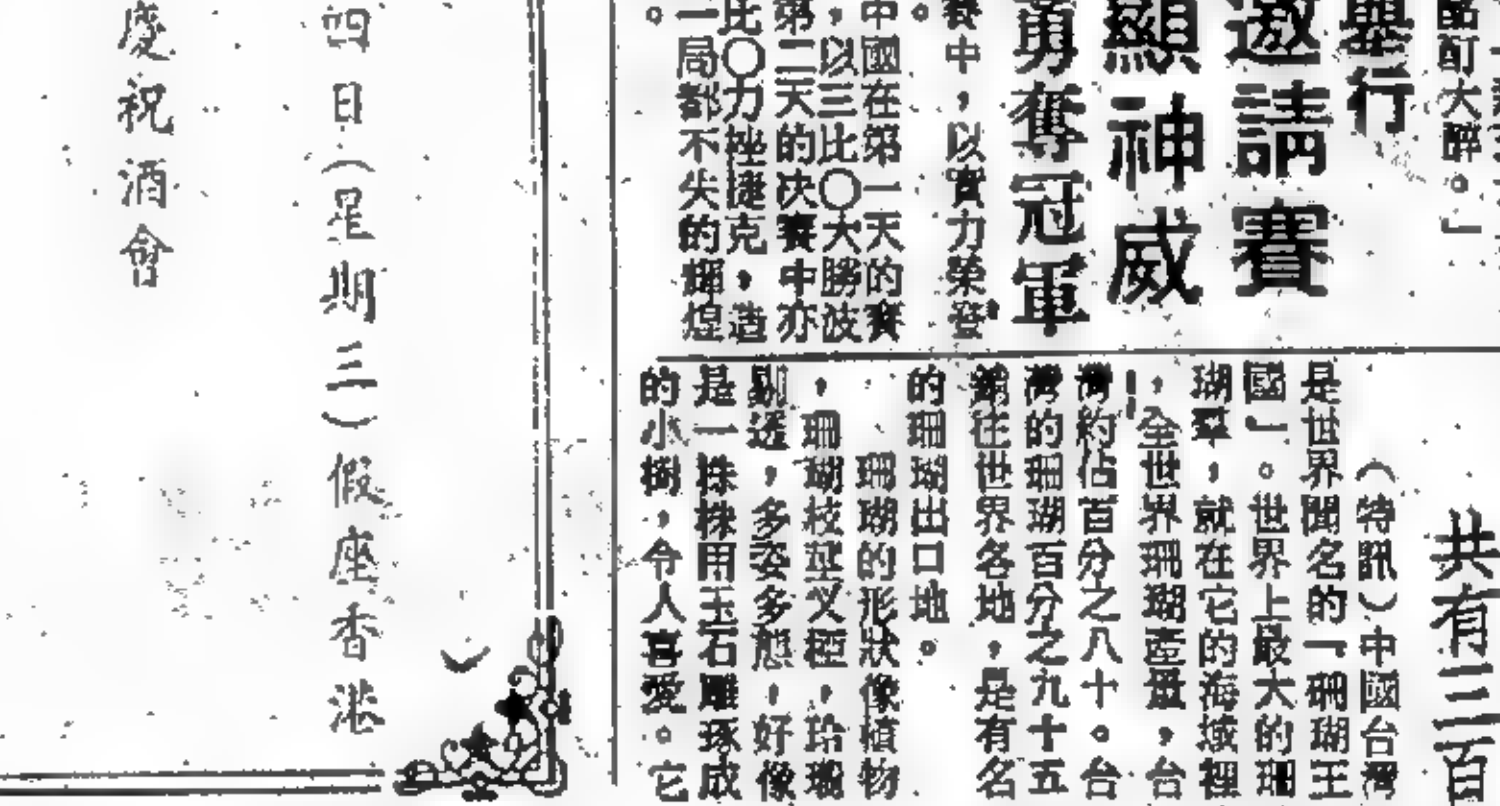 酩酊大醉。」
舉行
邀請賽
顯神威
勇奪冠軍
賽中，以實力榮登
。
中國在第一天的賽
，以三比〇大勝波
第二天的決賽中亦
比〇力挫捷克，造
一局都不失的輝煌
。
共有三百
（特訊）中國台灣
是世界聞名的「珊瑚王
國」。世界上最大的珊
瑚羣，就在它的海域裡
，全世界珊瑚產量，台
灣約佔百分之八十。台
灣的珊瑚百分之九十五
銷往世界各地，是有名
的珊瑚出口地。
珊瑚的形狀像植物
，珊瑚枝莖义椏，玲瓏
剔透，多姿多態，好像
是一株株用玉石雕琢成
的小樹，令人喜愛。它
四日（星期三）假座香港
慶祝酒會